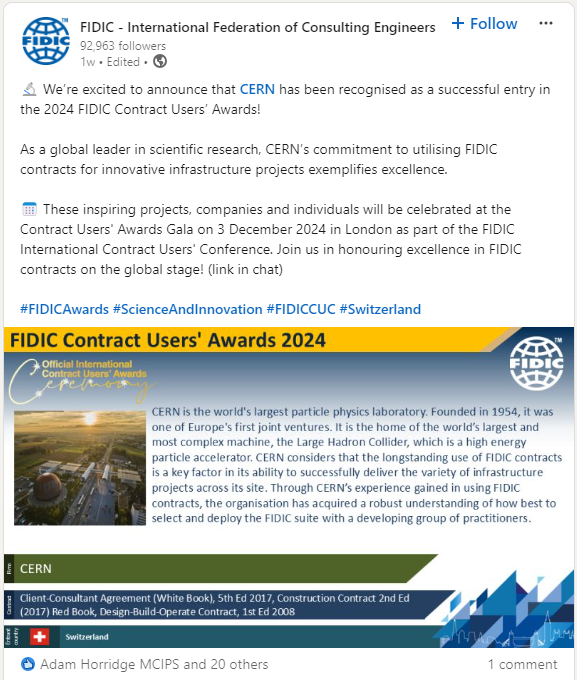 FIDIC - International Federation of Consulting Engineers
+ Follow
92,963 followers
1w • Edited •
We're excited to announce that CERN has been recognised as a successful entry in
the 2024 FIDIC Contract Users' Awards!
As a global leader in scientific research, CERN's commitment to utilising FIDIC
contracts for innovative infrastructure projects exemplifies excellence.
These inspiring projects, companies and individuals will be celebrated at the
Contract Users' Awards Gala on 3 December 2024 in London as part of the FIDIC
International Contract Users' Conference. Join us in honouring excellence in FIDIC
contracts on the global stage! (link in chat)
#FIDICAwards #ScienceAndInnovation #FIDICCUC #Switzerland
FIDIC Contract Users' Awards 2024
FIDIC
TM
Official International
Contract Users' Awards
Ceremony
CERN is the world's largest particle physics laboratory. Founded in 1954, it was
one of Europe's first joint ventures. It is the home of the world's largest and
most complex machine, the Large Hadron Collider, which is a high energy
particle accelerator. CERN considers that the longstanding use of FIDIC contracts
is a key factor in its ability to successfully deliver the variety of infrastructure
projects across its site. Through CERN's experience gained in using FIDIC
contracts, the organisation has acquired a robust understanding of how best to
select and deploy the FIDIC suite with a developing group of practitioners.
Firm
CERN
Contract
Client-Consultant Agreement (White Book), 5th Ed 2017, Construction Contract 2nd Ed
(2017) Red Book, Design-Build-Operate Contract, 1st Ed 2008
Entrant
country
Switzerland
Adam Horridge MCIPS and 20 others
1 comment